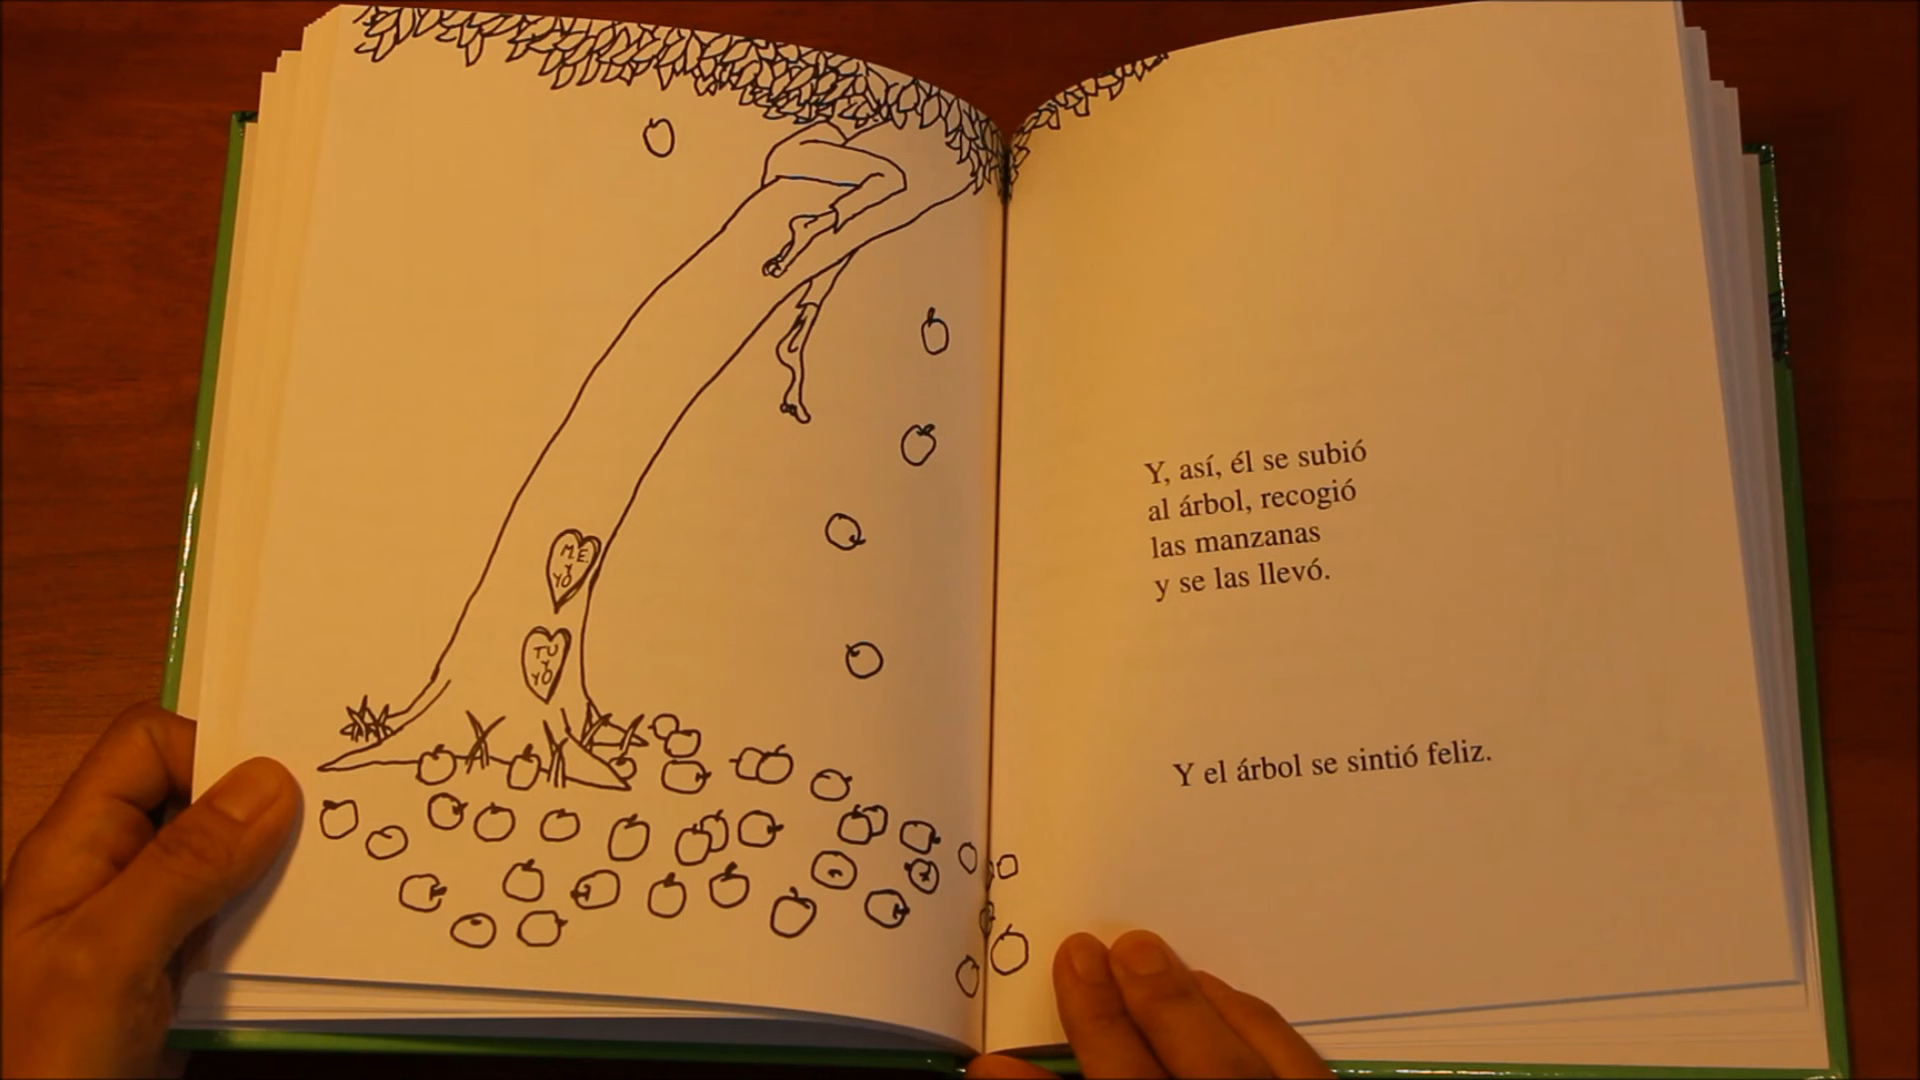 M.E.
Y
YO
TU
Y
YO
Y, así, él se subió
al árbol, recogió
las manzanas
y se las llevó.
Y el árbol se sintió feliz.